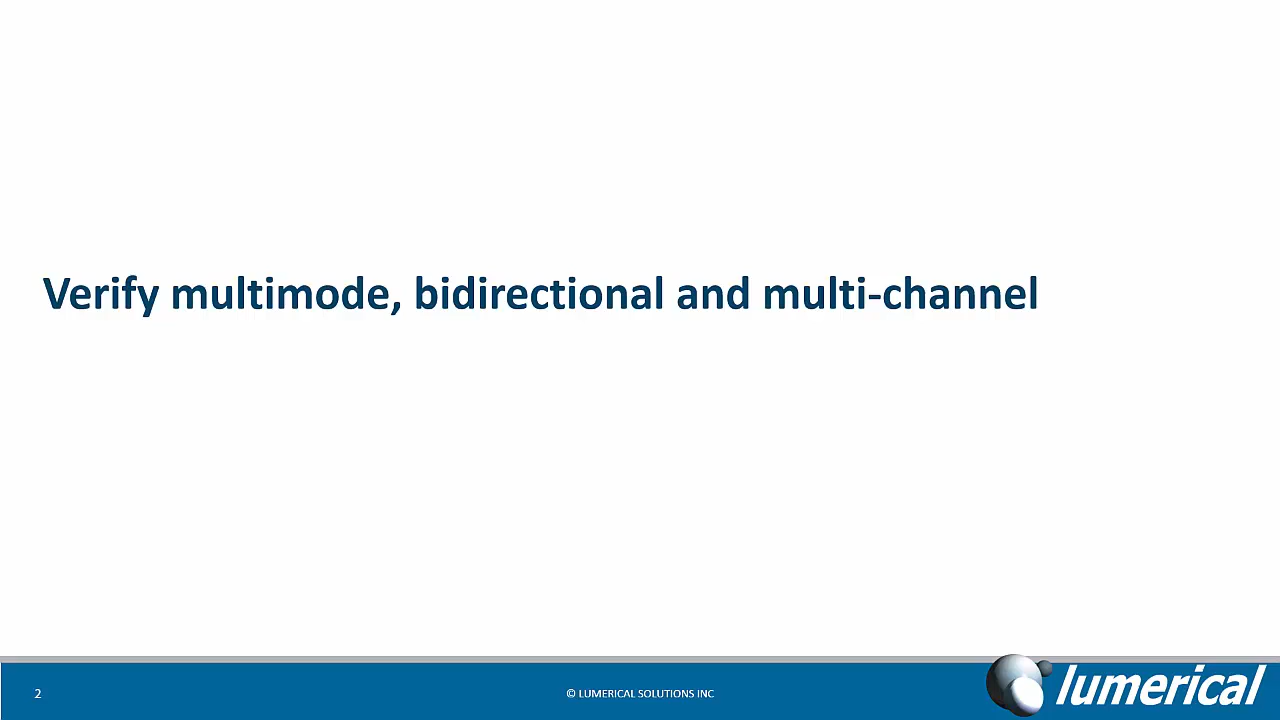 Verify multimode, bidirectional and multi-channel
2
© LUMERICAL SOLUTIONS INC
lumerical